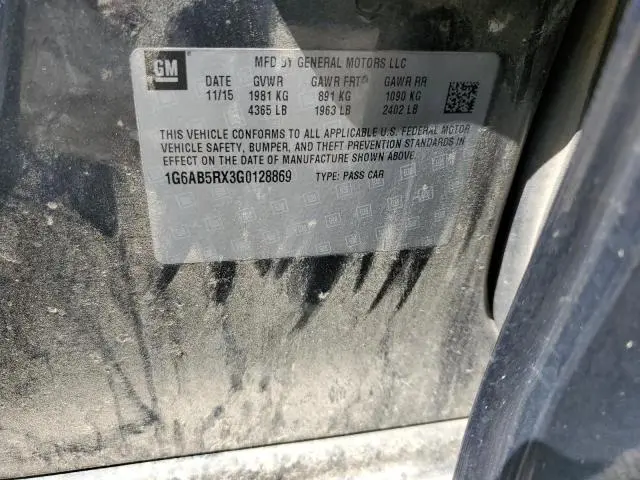 GM
MFD BY GENERAL MOTORS LLC
DATE GVWR GAWR FRT GAWR RR
11/15 1981 KG 891 KG 1090 KG
4365 LB 1963 LB 2402 LB
THIS VEHICLE CONFORMS TO ALL APPLICABLE U.S. FEDERAL MOTOR
VEHICLE SAFETY, BUMPER, AND THEFT PREVENTION STANDARDS IN
EFFECT ON THE DATE OF MANUFACTURE SHOWN ABOVE.
1G6AB5RX3G0128869 TYPE: PASS CAR